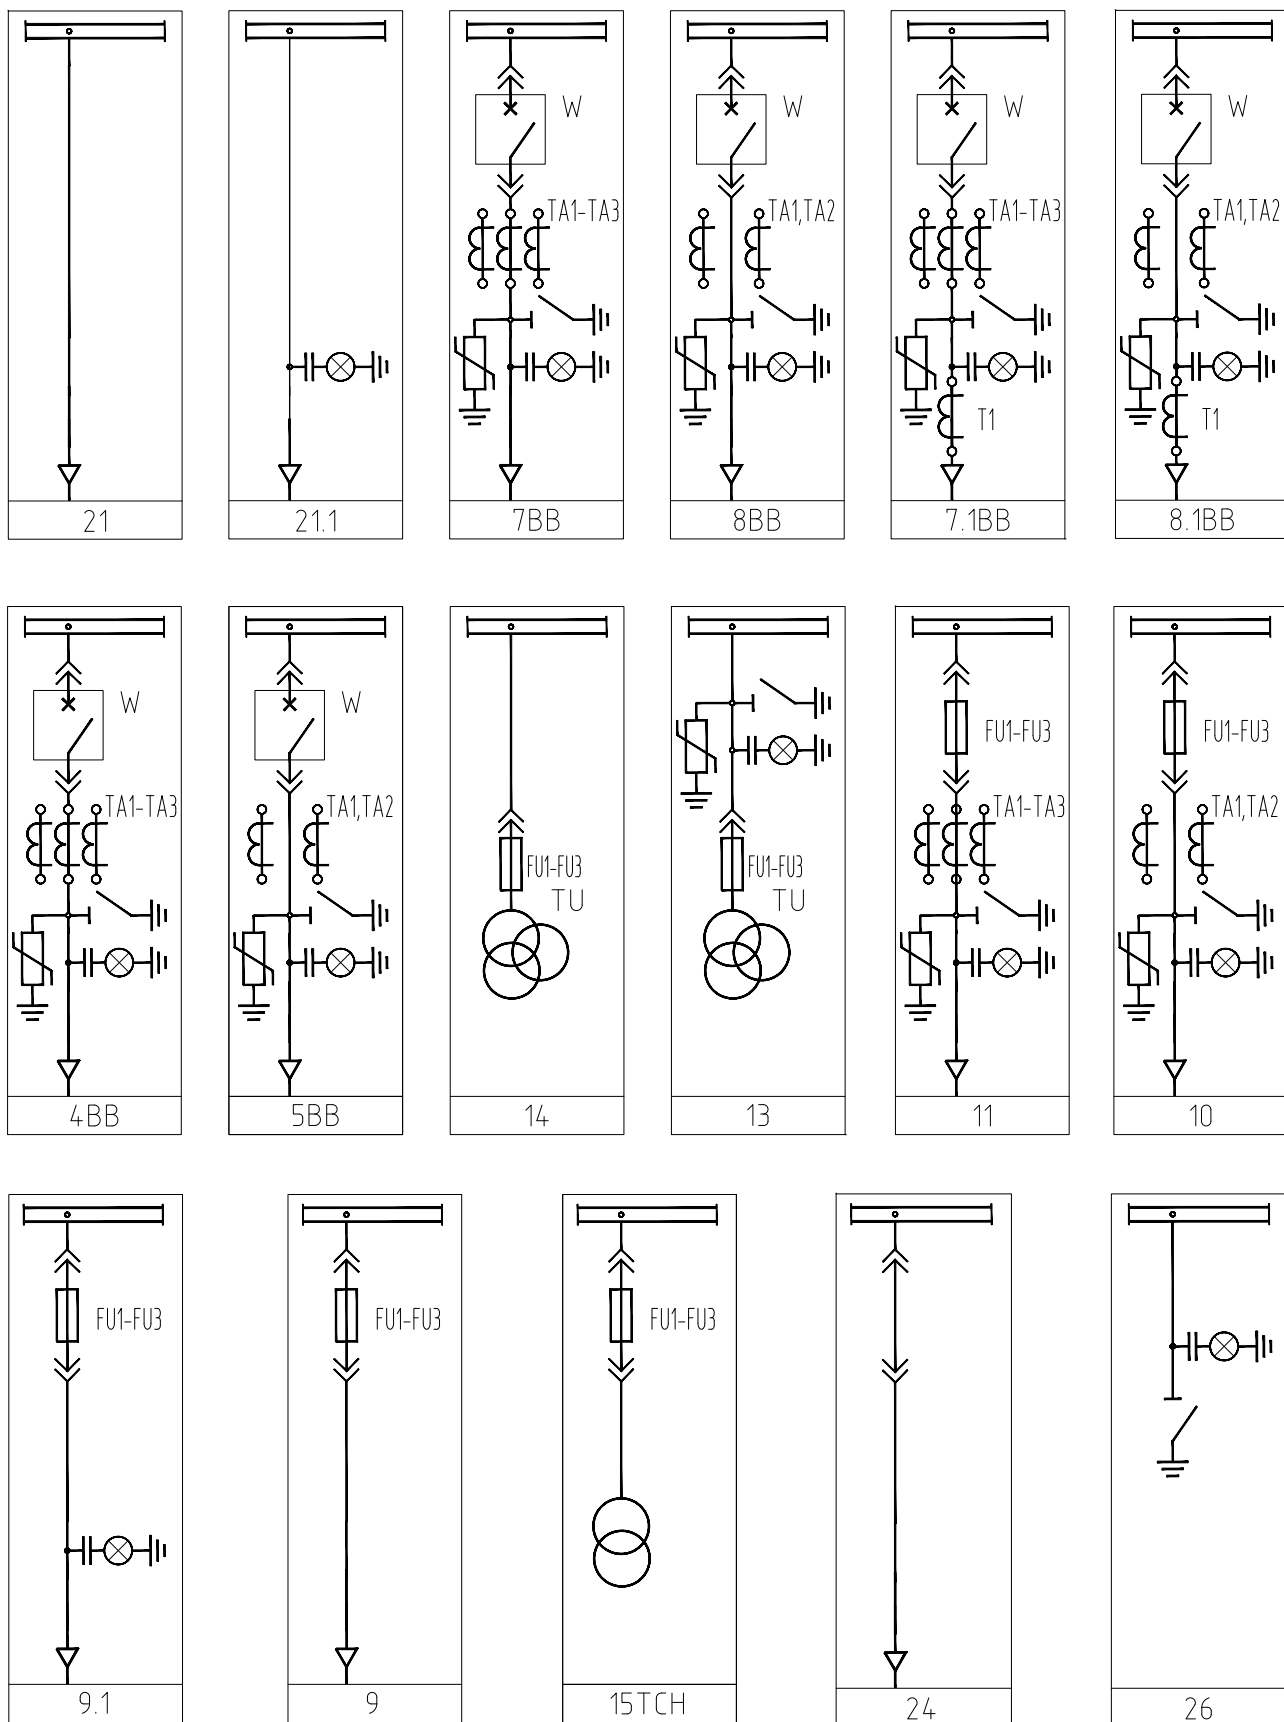 W
W
W
W
TA1-TA3
TA1,TA2
TA1-TA3
TA1,TA2
T1
T1
21
21.1
7BB
8BB
7.1BB
8.1BB
W
W
FU1-FU3
FU1-FU3
TA1-TA3
TA1,TA2
TA1-TA3
TA1,TA2
FU1-FU3
TU
FU1-FU3
TU
4BB
5BB
14
13
11
10
FU1-FU3
FU1-FU3
FU1-FU3
9.1
9
15TCH
24
26